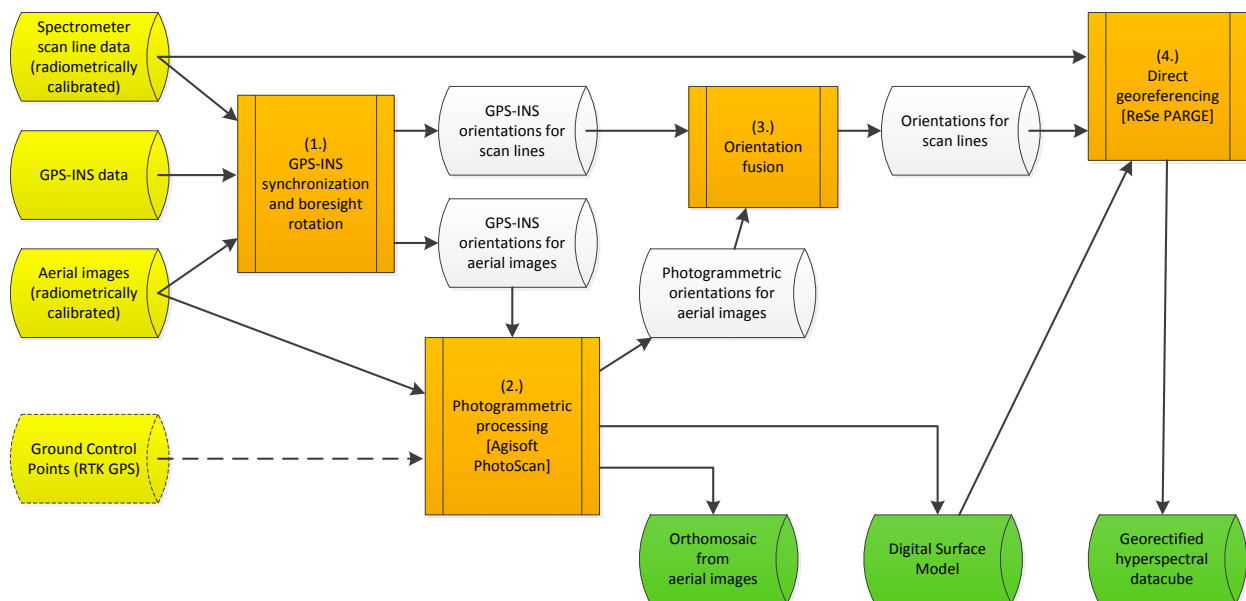 Spectrometer
scan line data
(radiometrically
calibrated)
GPS-INS data
Aerial images
(radiometrically
calibrated)
Ground Control
Points (RTK GPS)
(1.)
GPS-INS
synchronization
and boresight
rotation
GPS-INS
orientations for
scan lines
GPS-INS
orientations for
aerial images
(2.)
Photogrammetric
processing
[Agisoft
PhotoScan]
(3.)
Orientation
fusion
Photogrammetric
orientations for
aerial images
Orientations for
scan lines
(4.)
Direct
georeferencing
[ReSe PARGE]
Orthomosaic
from
aerial images
Digital Surface
Model
Georectified
hyperspectral
datacube